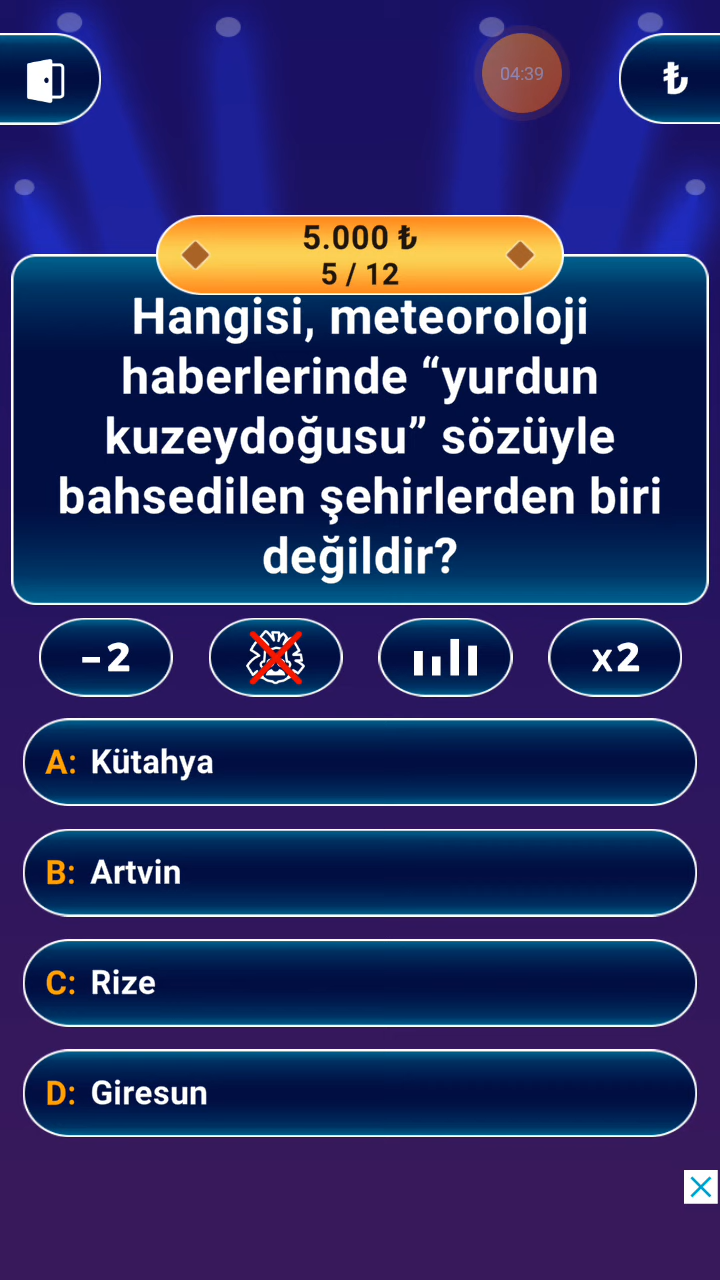 04:39
₺
5.000 ₺
5 / 12
Hangisi, meteoroloji
haberlerinde “yurdun
kuzeydoğusu” sözüyle
bahsedilen şehirlerden biri
değildir?
-2
x2
A: Kütahya
B: Artvin
C: Rize
D: Giresun